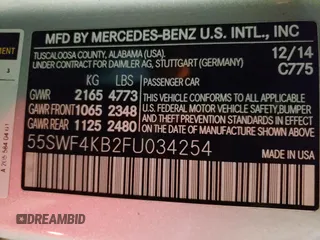 MFD BY MERCEDES-BENZ U.S. INTL., INC
TUSCALOOSA COUNTY, ALABAMA (USA).
UNDER CONTRACT FOR DAIMLER AG, STUTTGART (GERMANY)
12/14
C775
KG LBS
PASSENGER CAR
GVWR 2165 4773
GAWR FRONT 1065 2348
GAWR REAR 1125 2480
THIS VEHICLE CONFORMS TO ALL APPLICABLE
U.S. FEDERAL MOTOR VEHICLE SAFETY, BUMPER
AND THEFT PREVENTION STANDARDS IN EFFECT
ON THE DATE OF MANUFACTURE SHOWN ABOVE.
55SWF4KB2FU034254
3
DREAMBID